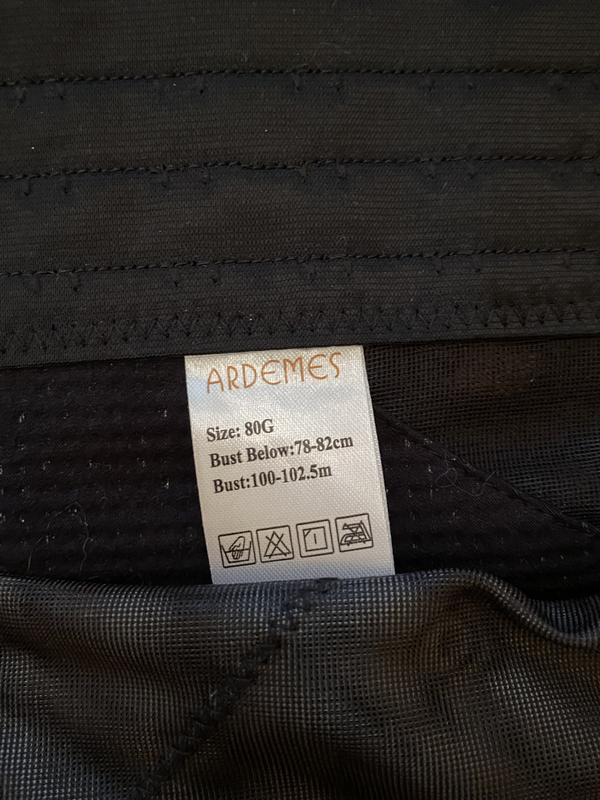 ARDEMES
Size: 80G
Bust Below:78-82cm
Bust:100-102.5m